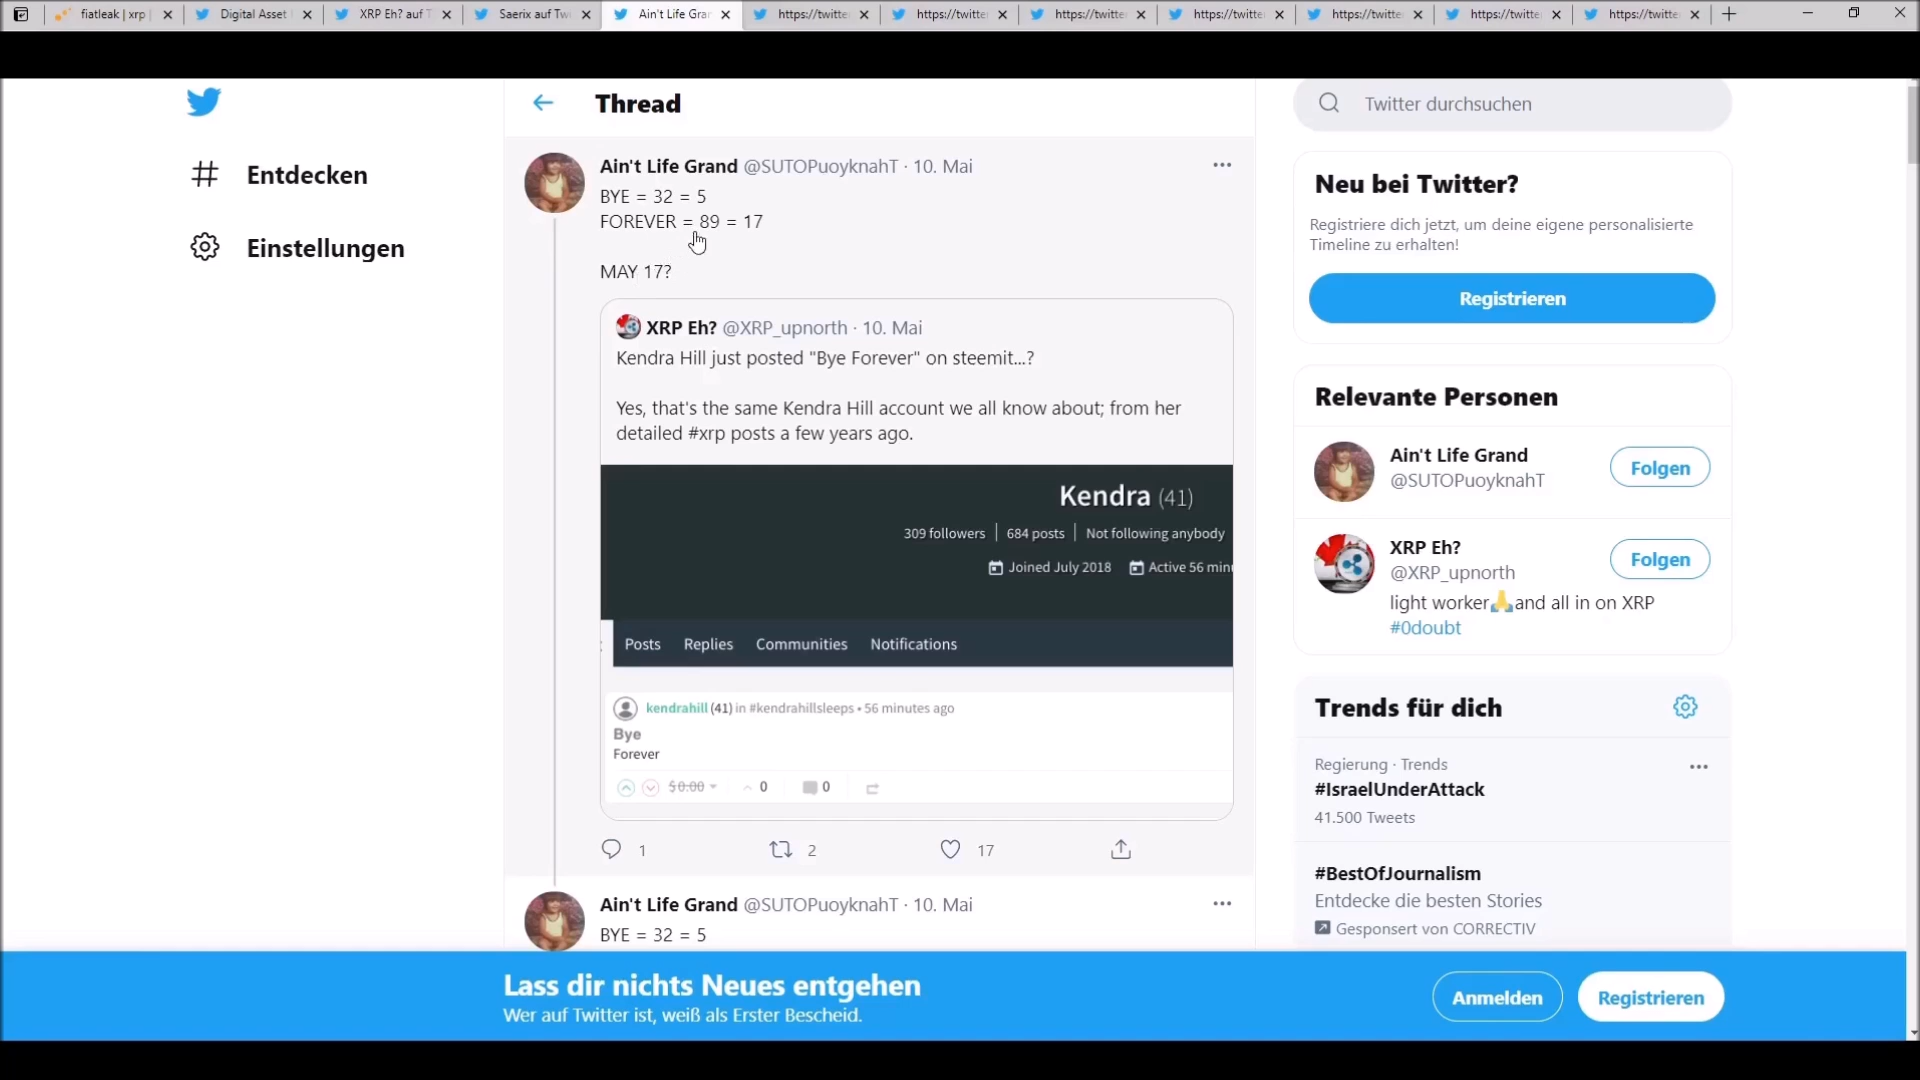 fiatleak | xrp |
Digital Asset
XRP Eh? auf T
Saerix auf Tw
Ain't Life Gran
https://twitte
https://twitte
https://twitte
https://twitte
https://twitte
https://twitte
https://twitte
Entdecken
Einstellungen
Thread
Ain't Life Grand @SUTOPuoyknahT · 10. Mai
BYE = 32 = 5
FOREVER = 89 = 17
MAY 17?
XRP Eh? @XRP_upnorth · 10. Mai
Kendra Hill just posted "Bye Forever" on steemit...?
Yes, that's the same Kendra Hill account we all know about; from her
detailed #xrp posts a few years ago.
Kendra (41)
309 followers | 684 posts | Not following anybody
Joined July 2018 Active 56 min
Posts Replies Communities Notifications
kendrahill (41) in #kendrahillsleeps • 56 minutes ago
Bye
Forever
$0.00 0 0
1 2 17
Ain't Life Grand @SUTOPuoyknahT · 10. Mai
BYE = 32 = 5
Twitter durchsuchen
Neu bei Twitter?
Registriere dich jetzt, um deine eigene personalisierte
Timeline zu erhalten!
Registrieren
Relevante Personen
Ain't Life Grand
@SUTOPuoyknahT
Folgen
XRP Eh?
@XRP_upnorth
Folgen
light worker🙏and all in on XRP
#0doubt
Trends für dich
Regierung · Trends
#IsraelUnderAttack
41.500 Tweets
#BestOfJournalism
Entdecke die besten Stories
Gesponsert von CORRECTIV
Lass dir nichts Neues entgehen
Wer auf Twitter ist, weiß als Erster Bescheid.
Anmelden
Registrieren